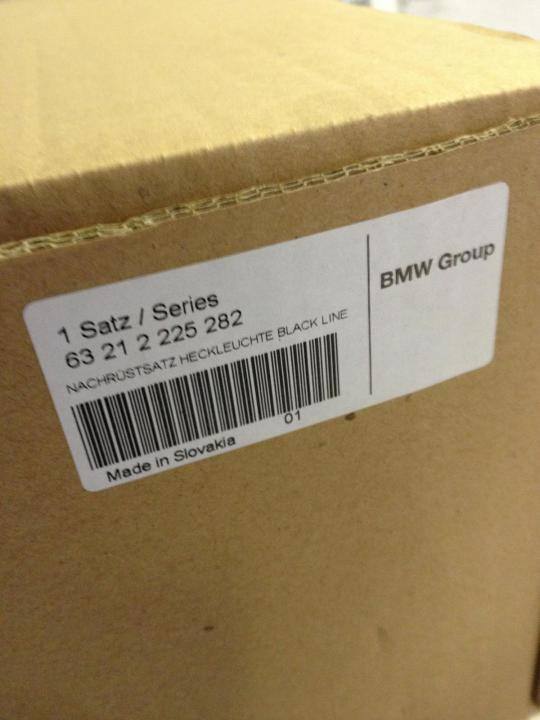 1 Satz / Series
63 21 2 225 282
NACHRÜSTSATZ HECKLEUCHTE BLACK LINE
01
Made in Slovakia
BMW Group